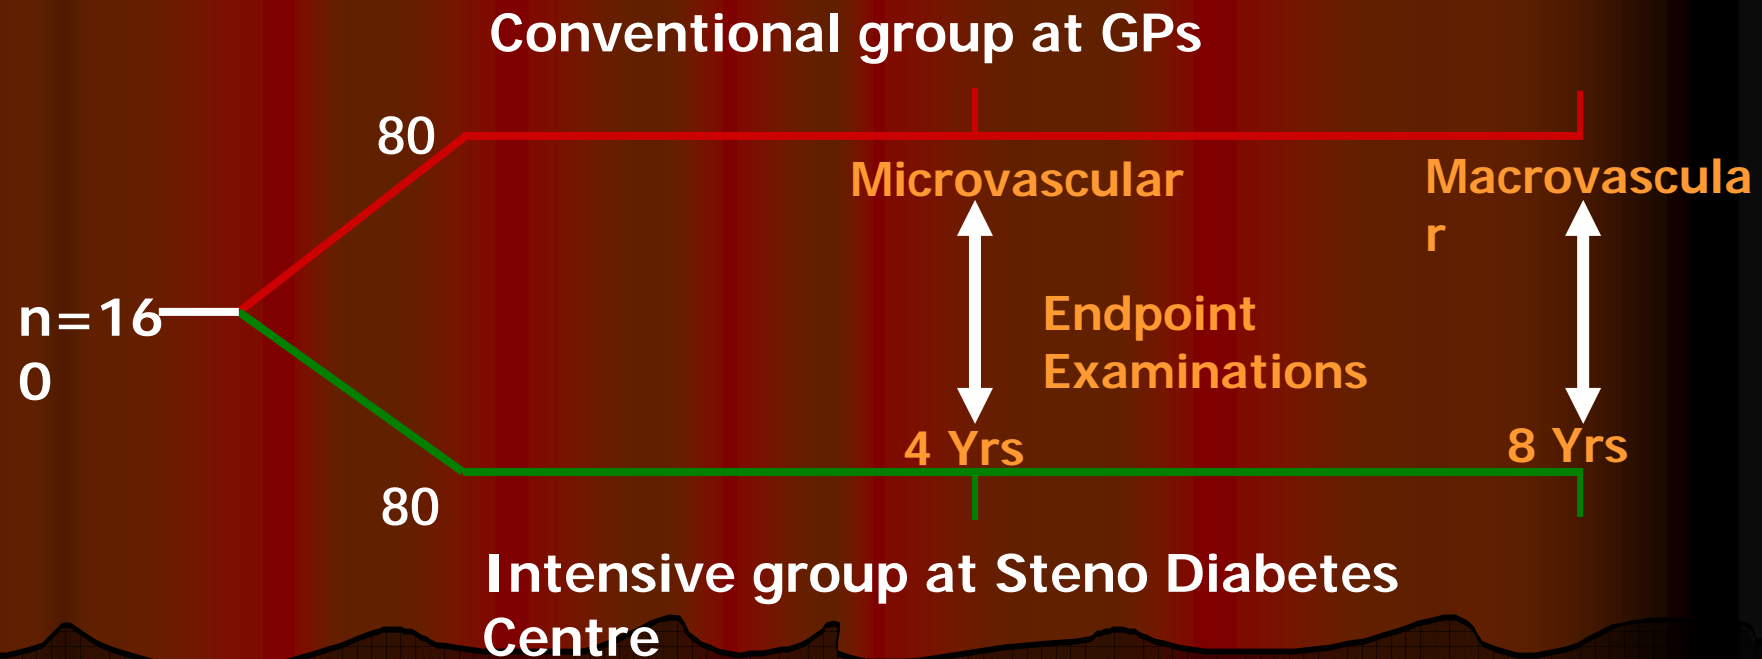 Conventional group at GPs
80
Microvascular
Macrovascula
r
n=16
0
Endpoint
Examinations
4 Yrs
8 Yrs
80
Intensive group at Steno Diabetes
Centre